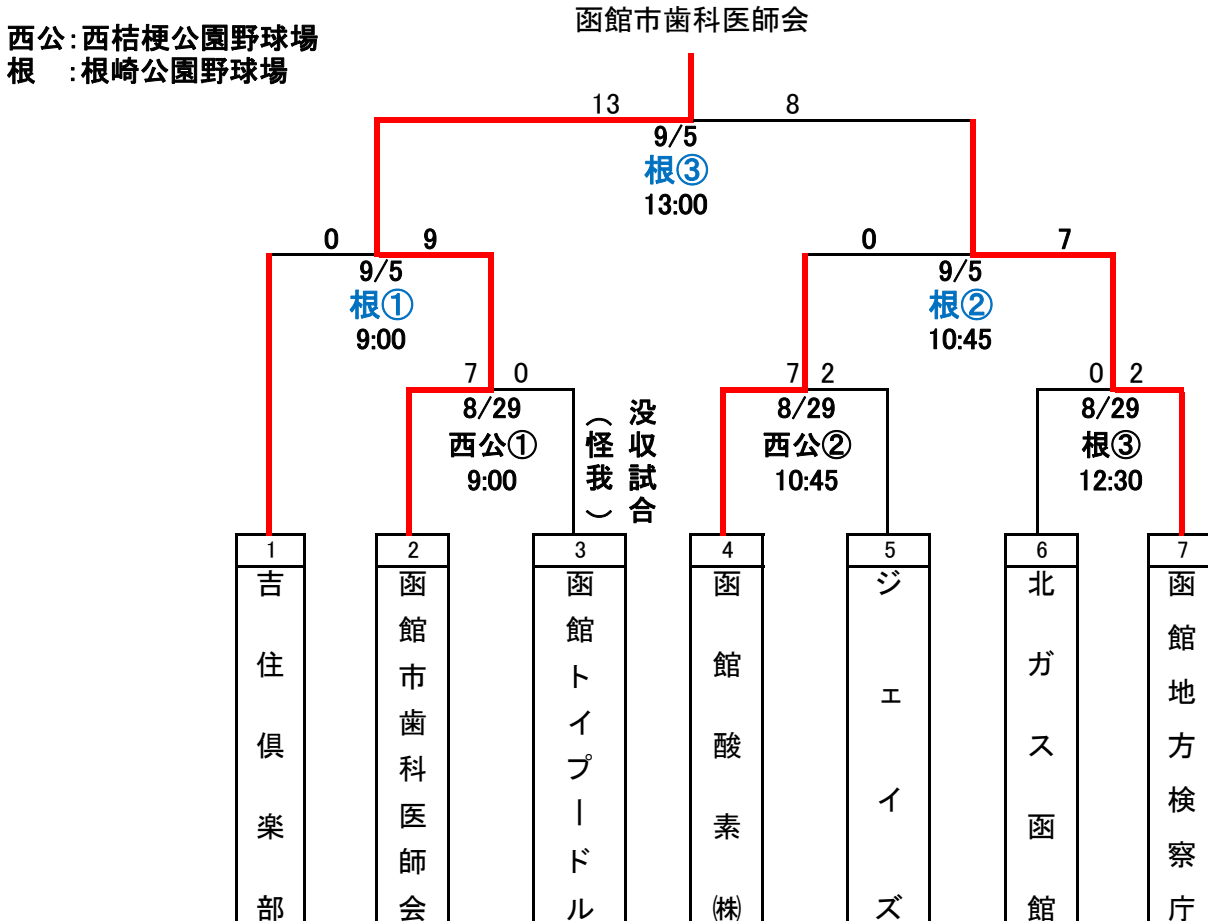 函館市歯科医師会
西公:西桔梗公園野球場
根　:根崎公園野球場
13 8
9/5
根③
13:00
0 9
9/5
根①
9:00
0 7
9/5
根②
10:45
7 0
8/29
西公①
9:00
没収試合
（怪我）
7 2
8/29
西公②
10:45
0 2
8/29
根③
12:30
1
吉住倶楽部
2
函館市歯科医師会
3
函館トイプードル
4
函館酸素㈱
5
ジェイズ
6
北ガス函館
7
函館地方検察庁